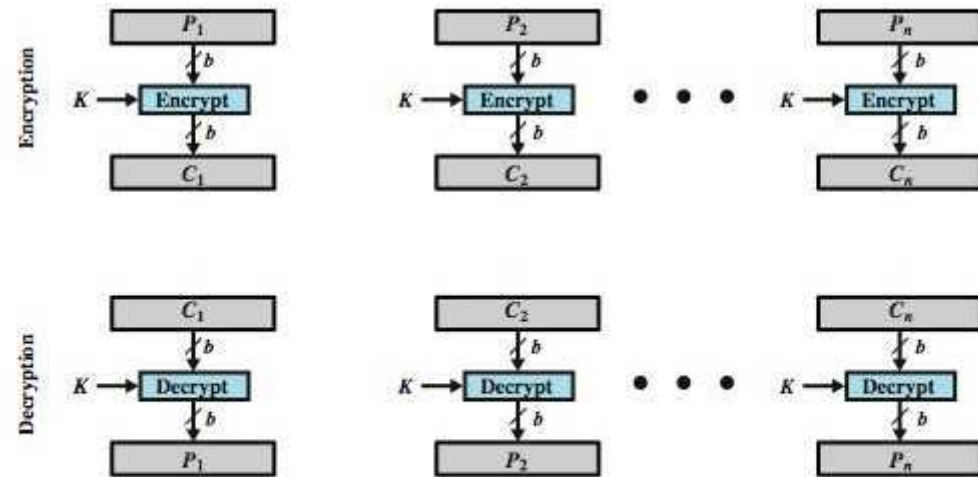 Encryption
P1 P2 Pn
b b b
K Encrypt K Encrypt • • • K Encrypt
b b b
C1 C2 Cn
Decryption
C1 C2 Cn
b b b
K Decrypt K Decrypt • • • K Decrypt
b b b
P1 P2 Pn